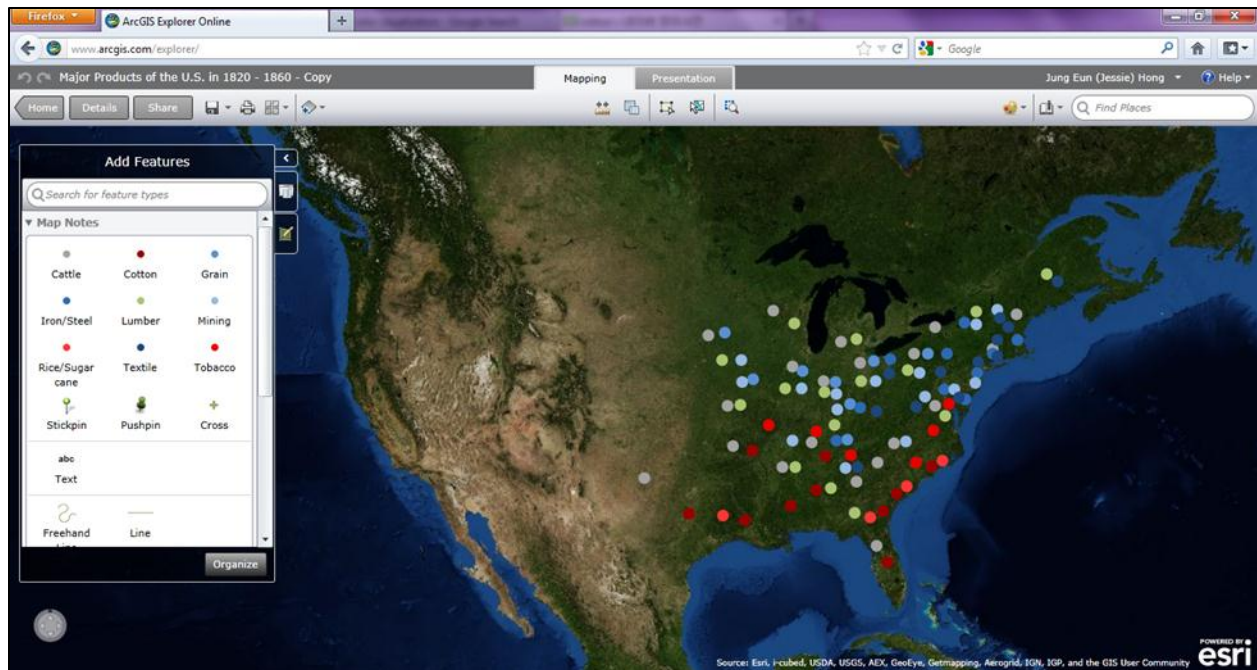 Firefox
ArcGIS Explorer Online
www.arcgis.com/explorer/
Google
Major Products of the U.S. in 1820 - 1860 - Copy
Mapping
Presentation
Jung Eun (Jessie) Hong
Help
Home
Details
Share
Find Places
Add Features
Search for feature types
Map Notes
Cattle
Cotton
Grain
Iron/Steel
Lumber
Mining
Rice/Sugar
cane
Textile
Tobacco
Stickpin
Pushpin
Cross
abc
Text
Freehand
Line
Organize
POWERED BY
esri
Source: Esri, i-cubed, USDA, USGS, AEX, GeoEye, Getmapping, Aerogrid, IGN, IGP, and the GIS User Community